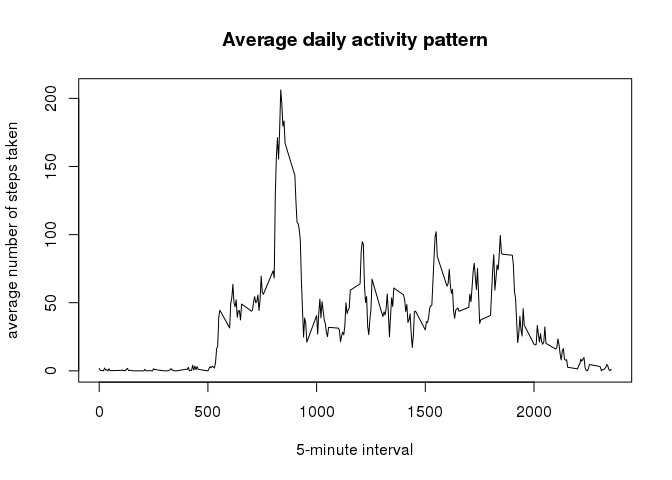 Average daily activity pattern
average number of steps taken
200
150
100
50
0
0 500 1000 1500 2000
5-minute interval